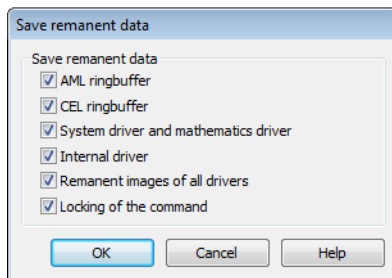 Save remanent data
Save remanent data
AML ringbuffer
CEL ringbuffer
System driver and mathematics driver
Internal driver
Remanent images of all drivers
Locking of the command
OK Cancel Help